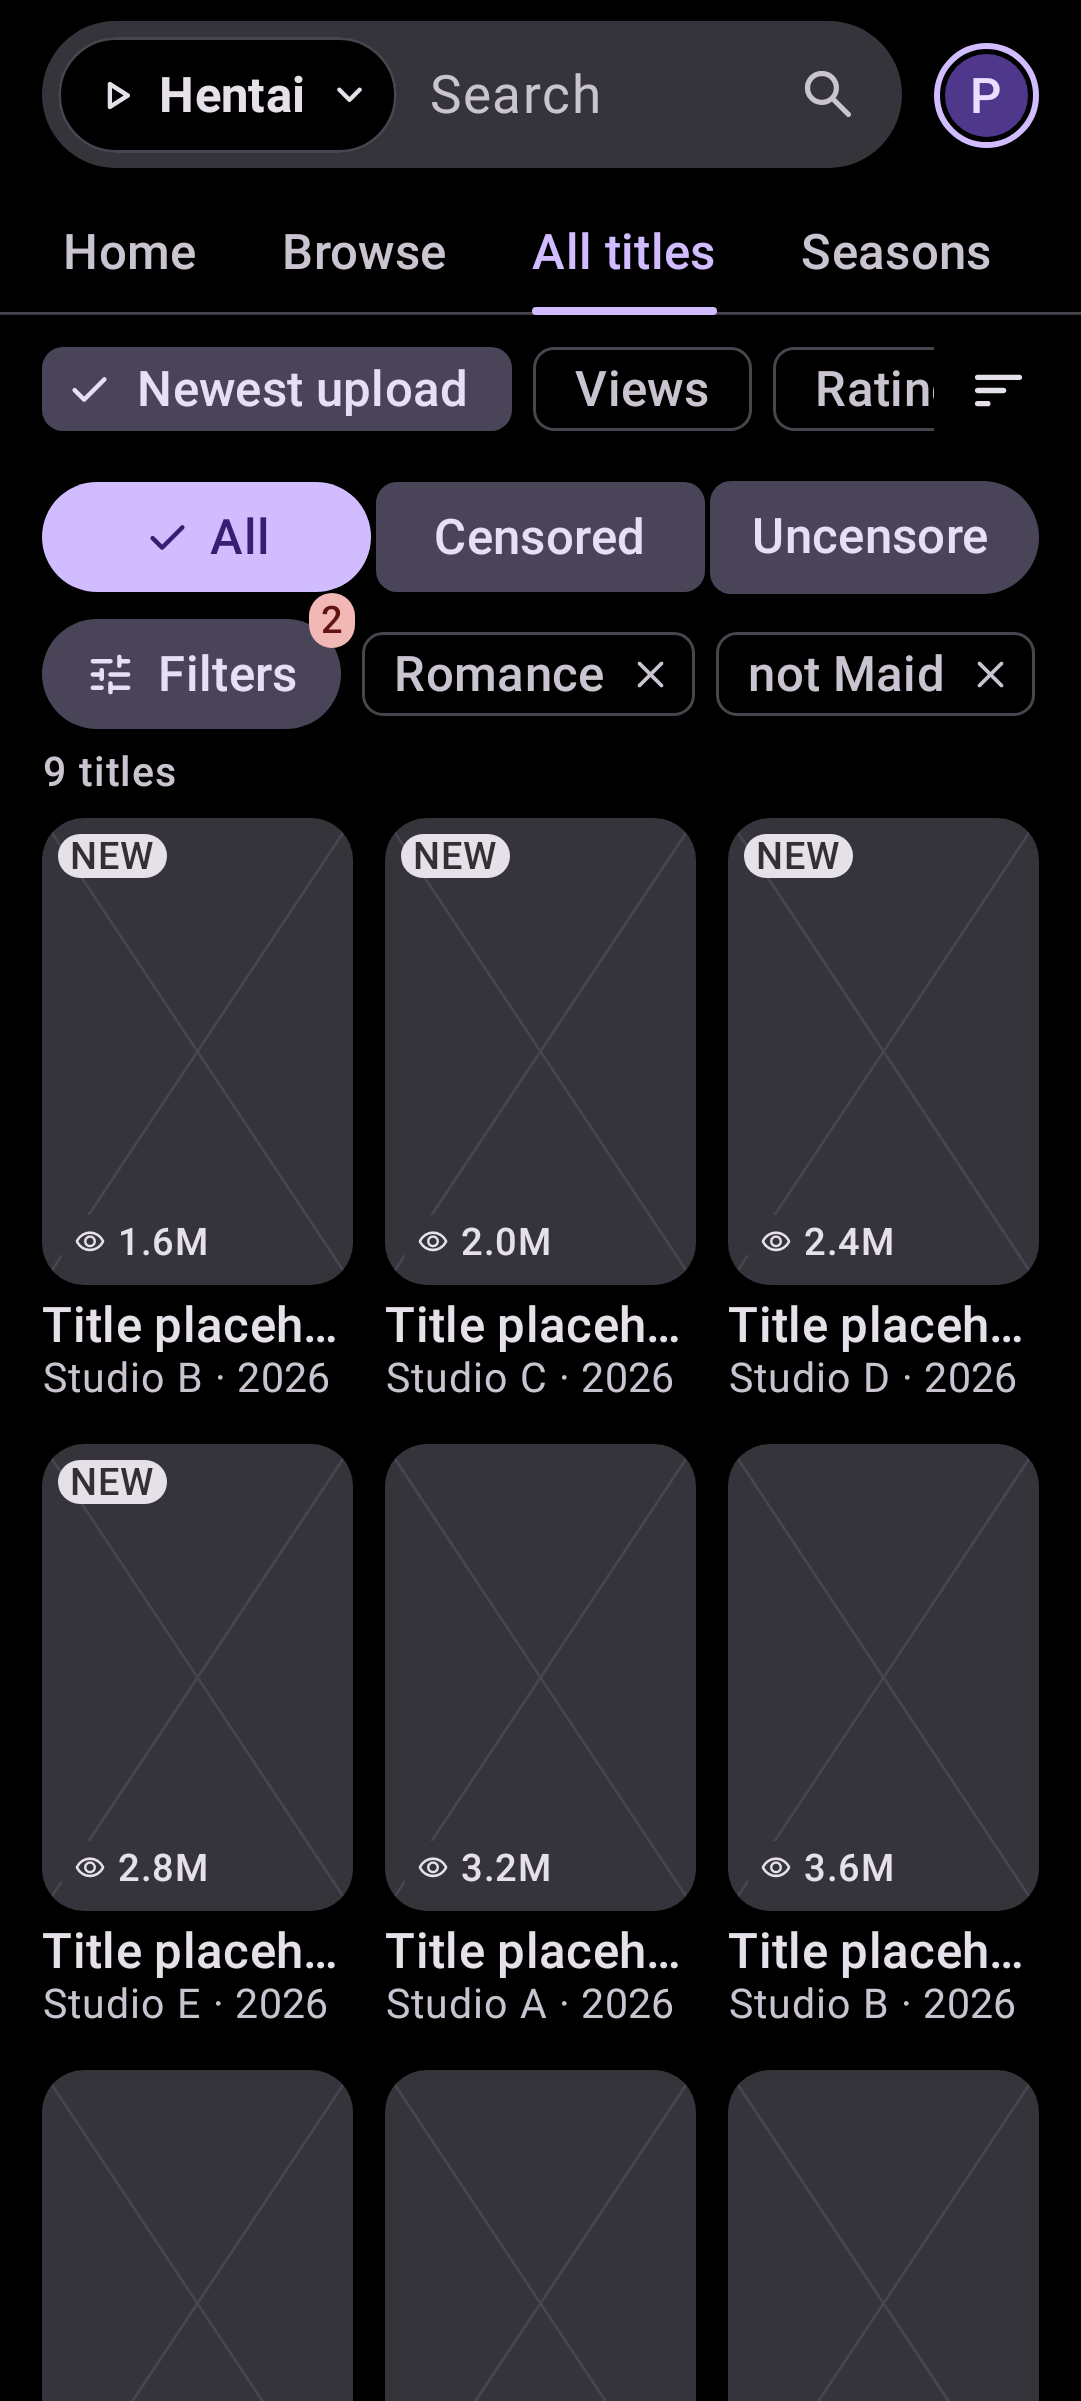 Hentai
Search
P
Home
Browse
All titles
Seasons
Newest upload
Views
Rating
All
Censored
Uncensore
2
Filters
Romance
not Maid
9 titles
NEW
NEW
NEW
1.6M
2.0M
2.4M
Title placeh...
Title placeh...
Title placeh...
Studio B · 2026
Studio C · 2026
Studio D · 2026
NEW
2.8M
3.2M
3.6M
Title placeh...
Title placeh...
Title placeh...
Studio E · 2026
Studio A · 2026
Studio B · 2026